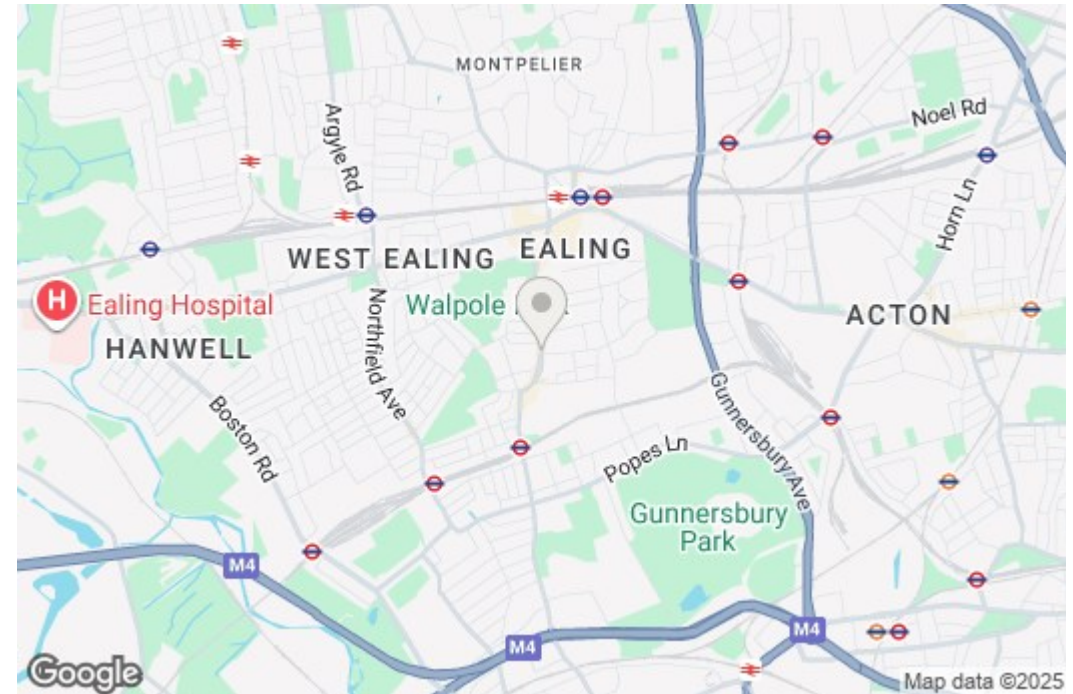 MONTPELIER
Argyle Rd
Noel Rd
Horn Ln
WEST EALING
EALING
H
Ealing Hospital
Walpole
HANWELL
Northfield Ave
ACTON
Boston Rd
Gunnersbury Ave
Popes Ln
Gunnersbury
Park
M4
M4
M4
Google
Map data ©2025